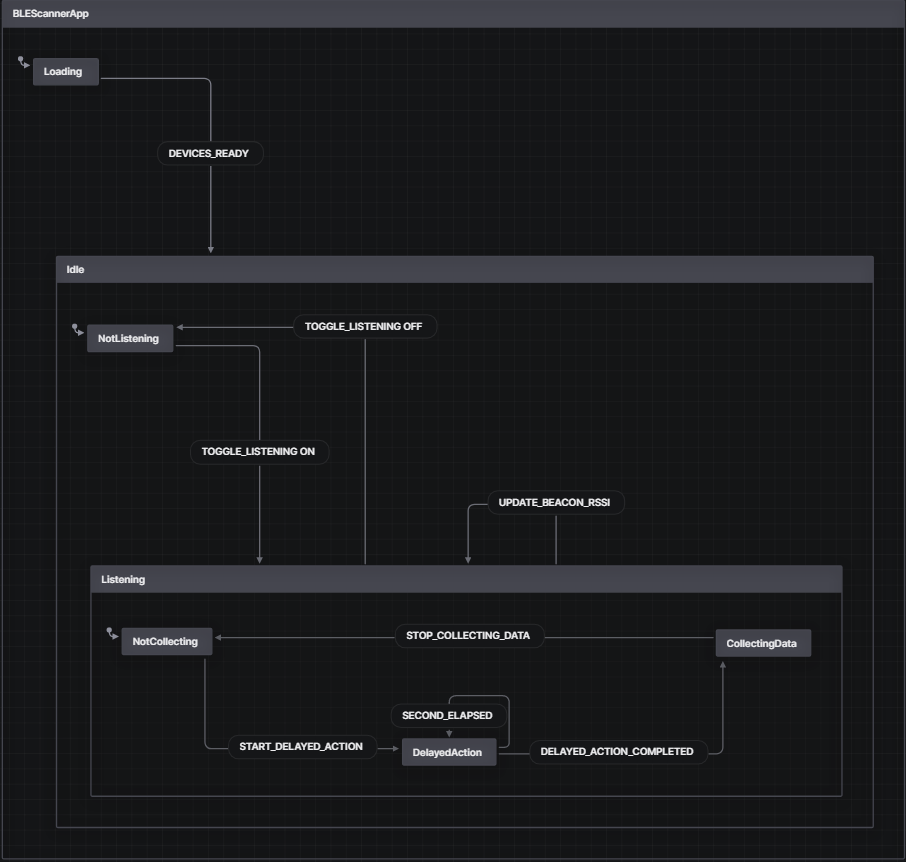 BLEScannerApp
Loading
DEVICES_READY
Idle
TOGGLE_LISTENING OFF
NotListening
TOGGLE_LISTENING ON
UPDATE_BEACON_RSSI
Listening
STOP_COLLECTING_DATA
NotCollecting
CollectingData
SECOND_ELAPSED
START_DELAYED_ACTION
DelayedAction
DELAYED_ACTION_COMPLETED